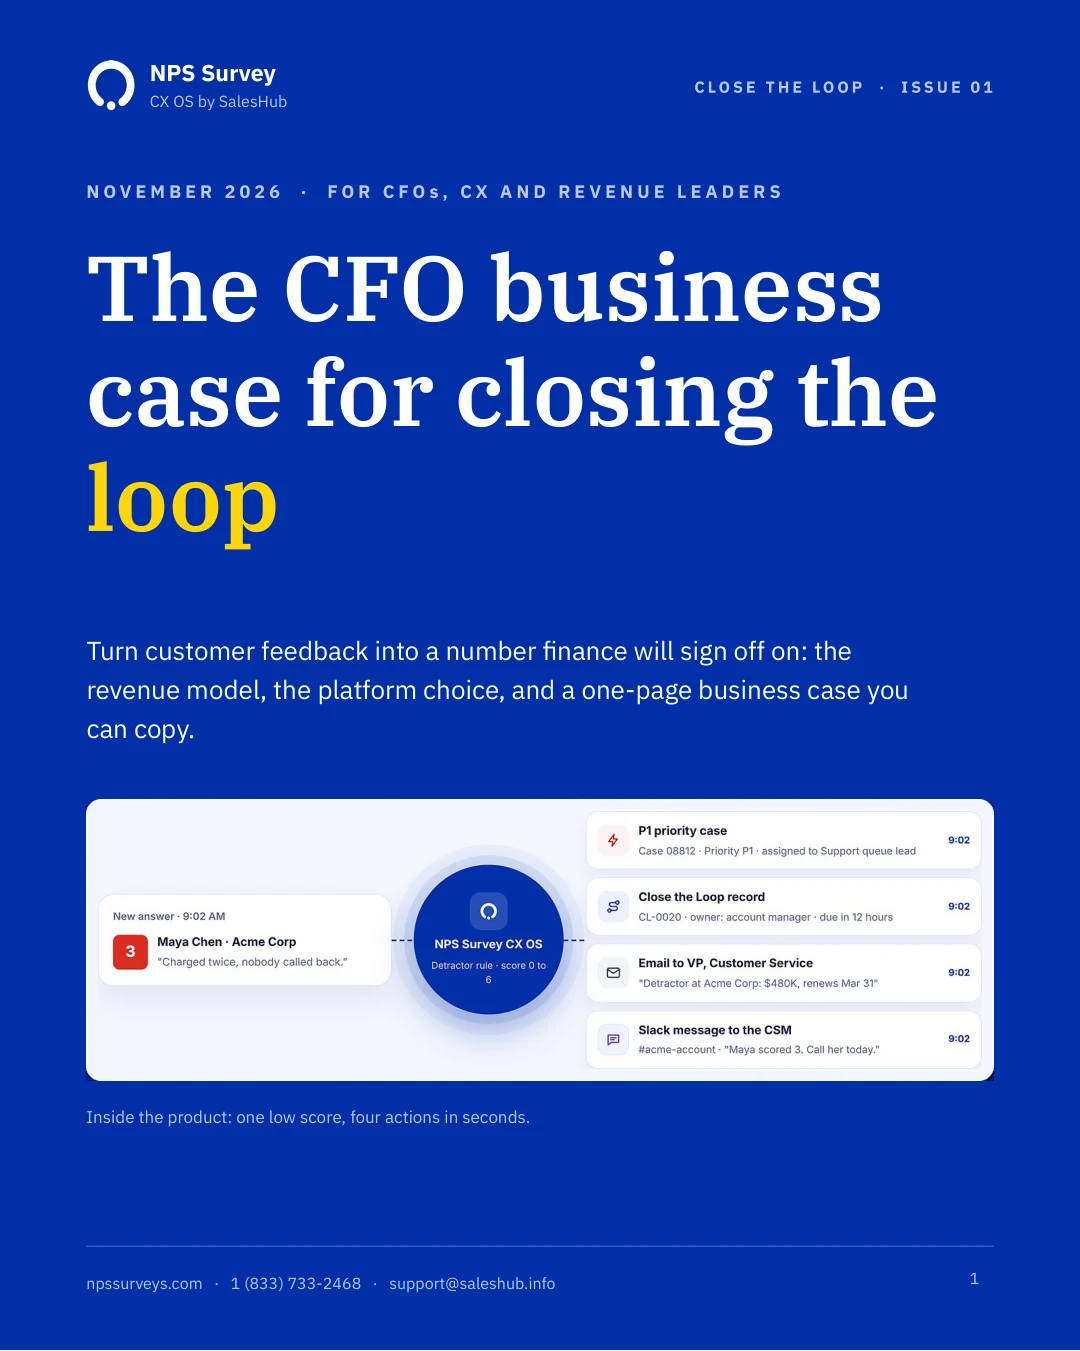 NPS Survey
CX OS by SalesHub
CLOSE THE LOOP · ISSUE 01
NOVEMBER 2026 · FOR CFOs, CX AND REVENUE LEADERS
The CFO business
case for closing the
loop
Turn customer feedback into a number finance will sign off on: the
revenue model, the platform choice, and a one-page business case you
can copy.
New answer · 9:02 AM
3
Maya Chen · Acme Corp
"Charged twice, nobody called back."
NPS Survey CX OS
Detractor rule · score 0 to
6
P1 priority case
Case 08812 · Priority P1 · assigned to Support queue lead
9:02
Close the Loop record
CL-0020 · owner: account manager · due in 12 hours
9:02
Email to VP, Customer Service
"Detractor at Acme Corp: $480K, renews Mar 31"
9:02
Slack message to the CSM
#acme-account · "Maya scored 3. Call her today."
9:02
Inside the product: one low score, four actions in seconds.
npssurveys.com · 1 (833) 733-2468 · support@saleshub.info
1